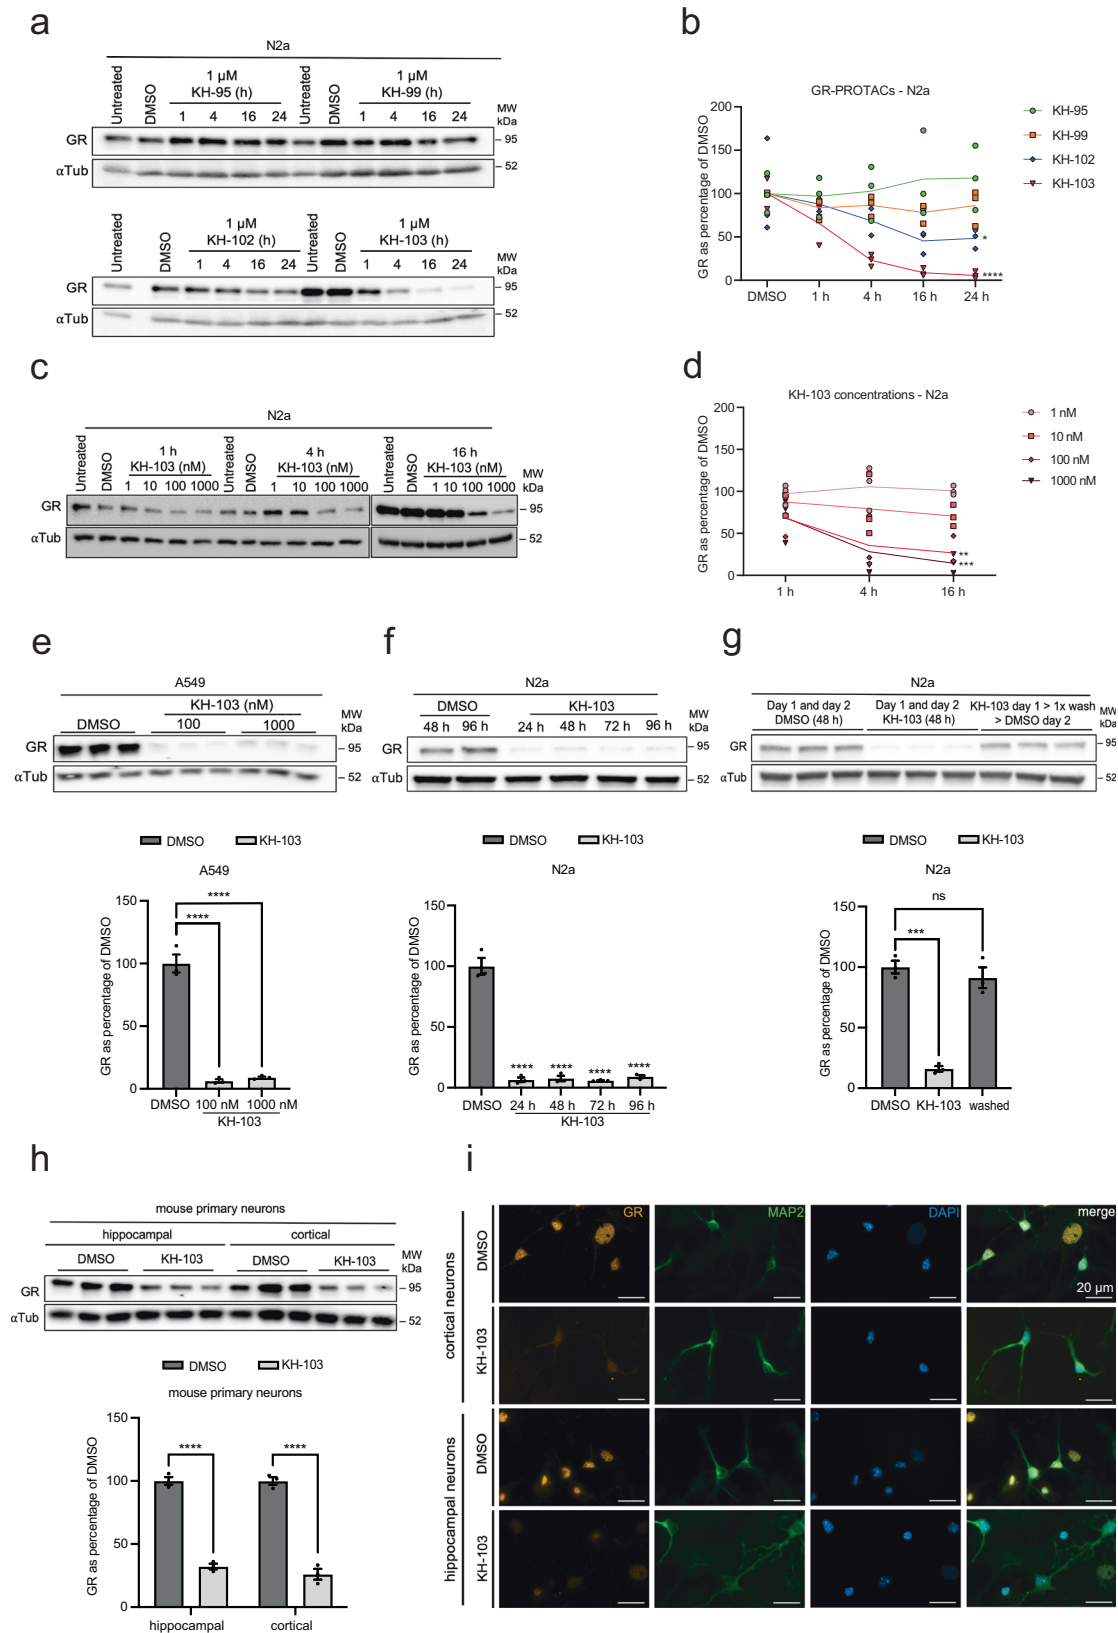 a
N2a
Untreated
DMSO
1 µM
KH-95 (h)
1 4 16 24
Untreated
DMSO
1 µM
KH-99 (h)
1 4 16 24
MW
kDa
GR
95
αTub
52
Untreated
DMSO
1 µM
KH-102 (h)
1 4 16 24
Untreated
DMSO
1 µM
KH-103 (h)
1 4 16 24
MW
kDa
GR
95
αTub
52
b
GR-PROTACs - N2a
GR as percentage of DMSO
200
150
100
50
0
DMSO 1 h 4 h 16 h 24 h
*
****
KH-95
KH-99
KH-102
KH-103
c
N2a
Untreated
DMSO
1 h
KH-103 (nM)
1 10 100 1000
Untreated
DMSO
4 h
KH-103 (nM)
1 10 100 1000
Untreated
DMSO
16 h
KH-103 (nM)
1 10 100 1000
MW
kDa
GR
95
αTub
52
d
KH-103 concentrations - N2a
GR as percentage of DMSO
200
150
100
50
0
1 h 4 h 16 h
**
***
1 nM
10 nM
100 nM
1000 nM
e
A549
DMSO
KH-103 (nM)
100 1000
MW
kDa
GR
95
αTub
52
DMSO KH-103
A549
GR as percentage of DMSO
150
100
50
0
****
****
DMSO 100 nM 1000 nM
KH-103
f
N2a
DMSO KH-103
48 h 96 h 24 h 48 h 72 h 96 h
MW
kDa
GR
95
αTub
52
DMSO KH-103
N2a
GR as percentage of DMSO
150
100
50
0
**** **** **** ****
DMSO 24 h 48 h 72 h 96 h
KH-103
g
N2a
Day 1 and day 2
DMSO (48 h)
Day 1 and day 2
KH-103 (48 h)
KH-103 day 1 > 1x wash
> DMSO day 2
MW
kDa
GR
95
αTub
52
DMSO KH-103
N2a
GR as percentage of DMSO
150
100
50
0
ns
***
DMSO KH-103 washed
h
mouse primary neurons
hippocampal cortical
DMSO KH-103 DMSO KH-103
MW
kDa
GR
95
αTub
52
DMSO KH-103
mouse primary neurons
GR as percentage of DMSO
150
100
50
0
**** ****
hippocampal cortical
i
GR MAP2 DAPI merge
20 µm
cortical neurons
DMSO
KH-103
hippocampal neurons
DMSO
KH-103